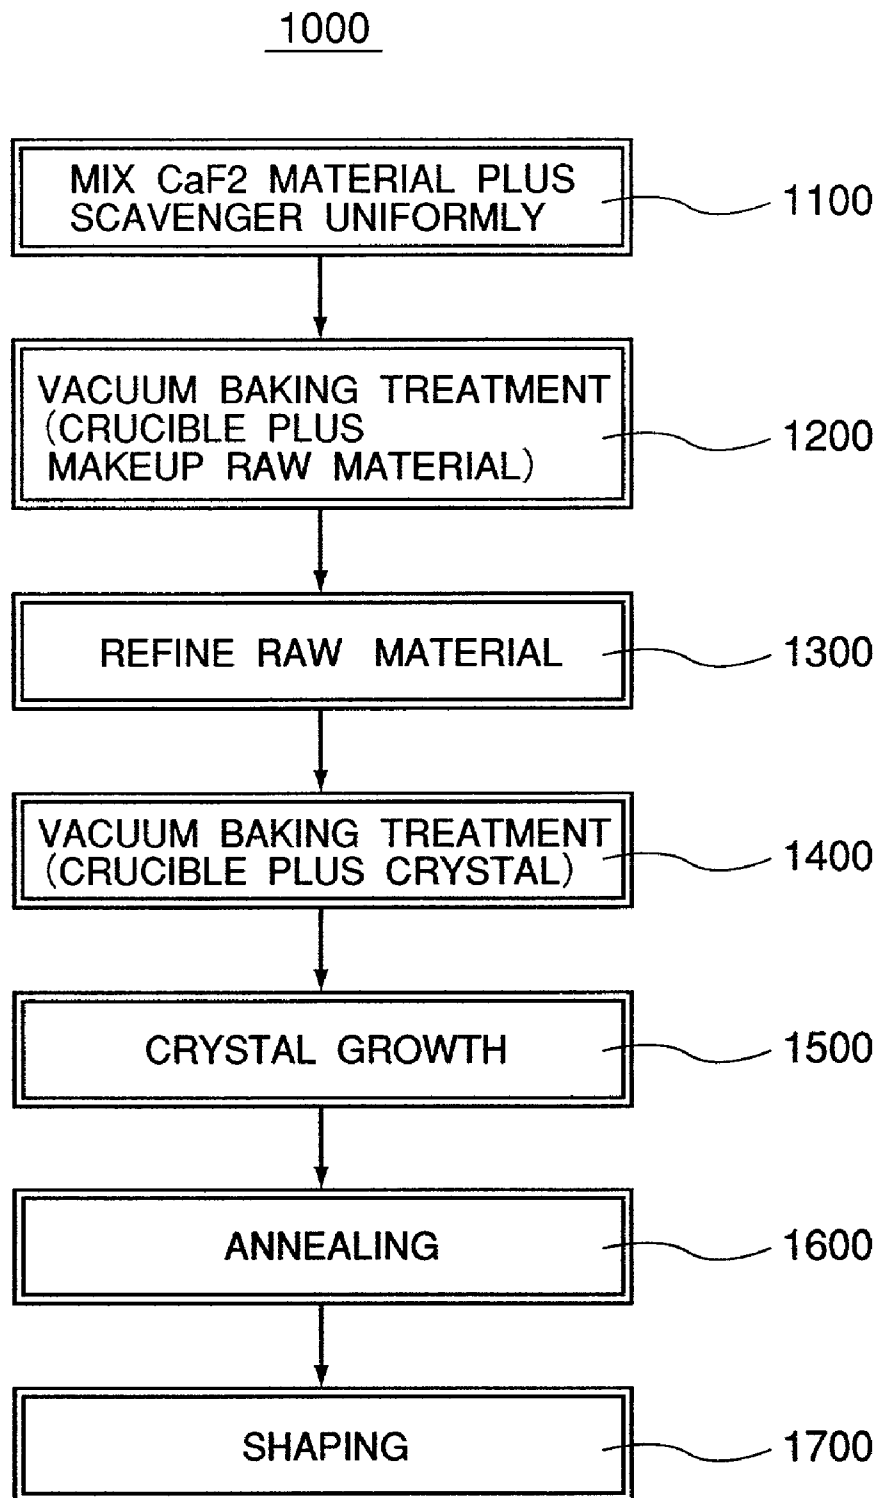 1000
MIX CaF2 MATERIAL PLUS
SCAVENGER UNIFORMLY
1100
VACUUM BAKING TREATMENT
(CRUCIBLE PLUS
MAKEUP RAW MATERIAL)
1200
REFINE RAW MATERIAL
1300
VACUUM BAKING TREATMENT
(CRUCIBLE PLUS CRYSTAL)
1400
CRYSTAL GROWTH
1500
ANNEALING
1600
SHAPING
1700